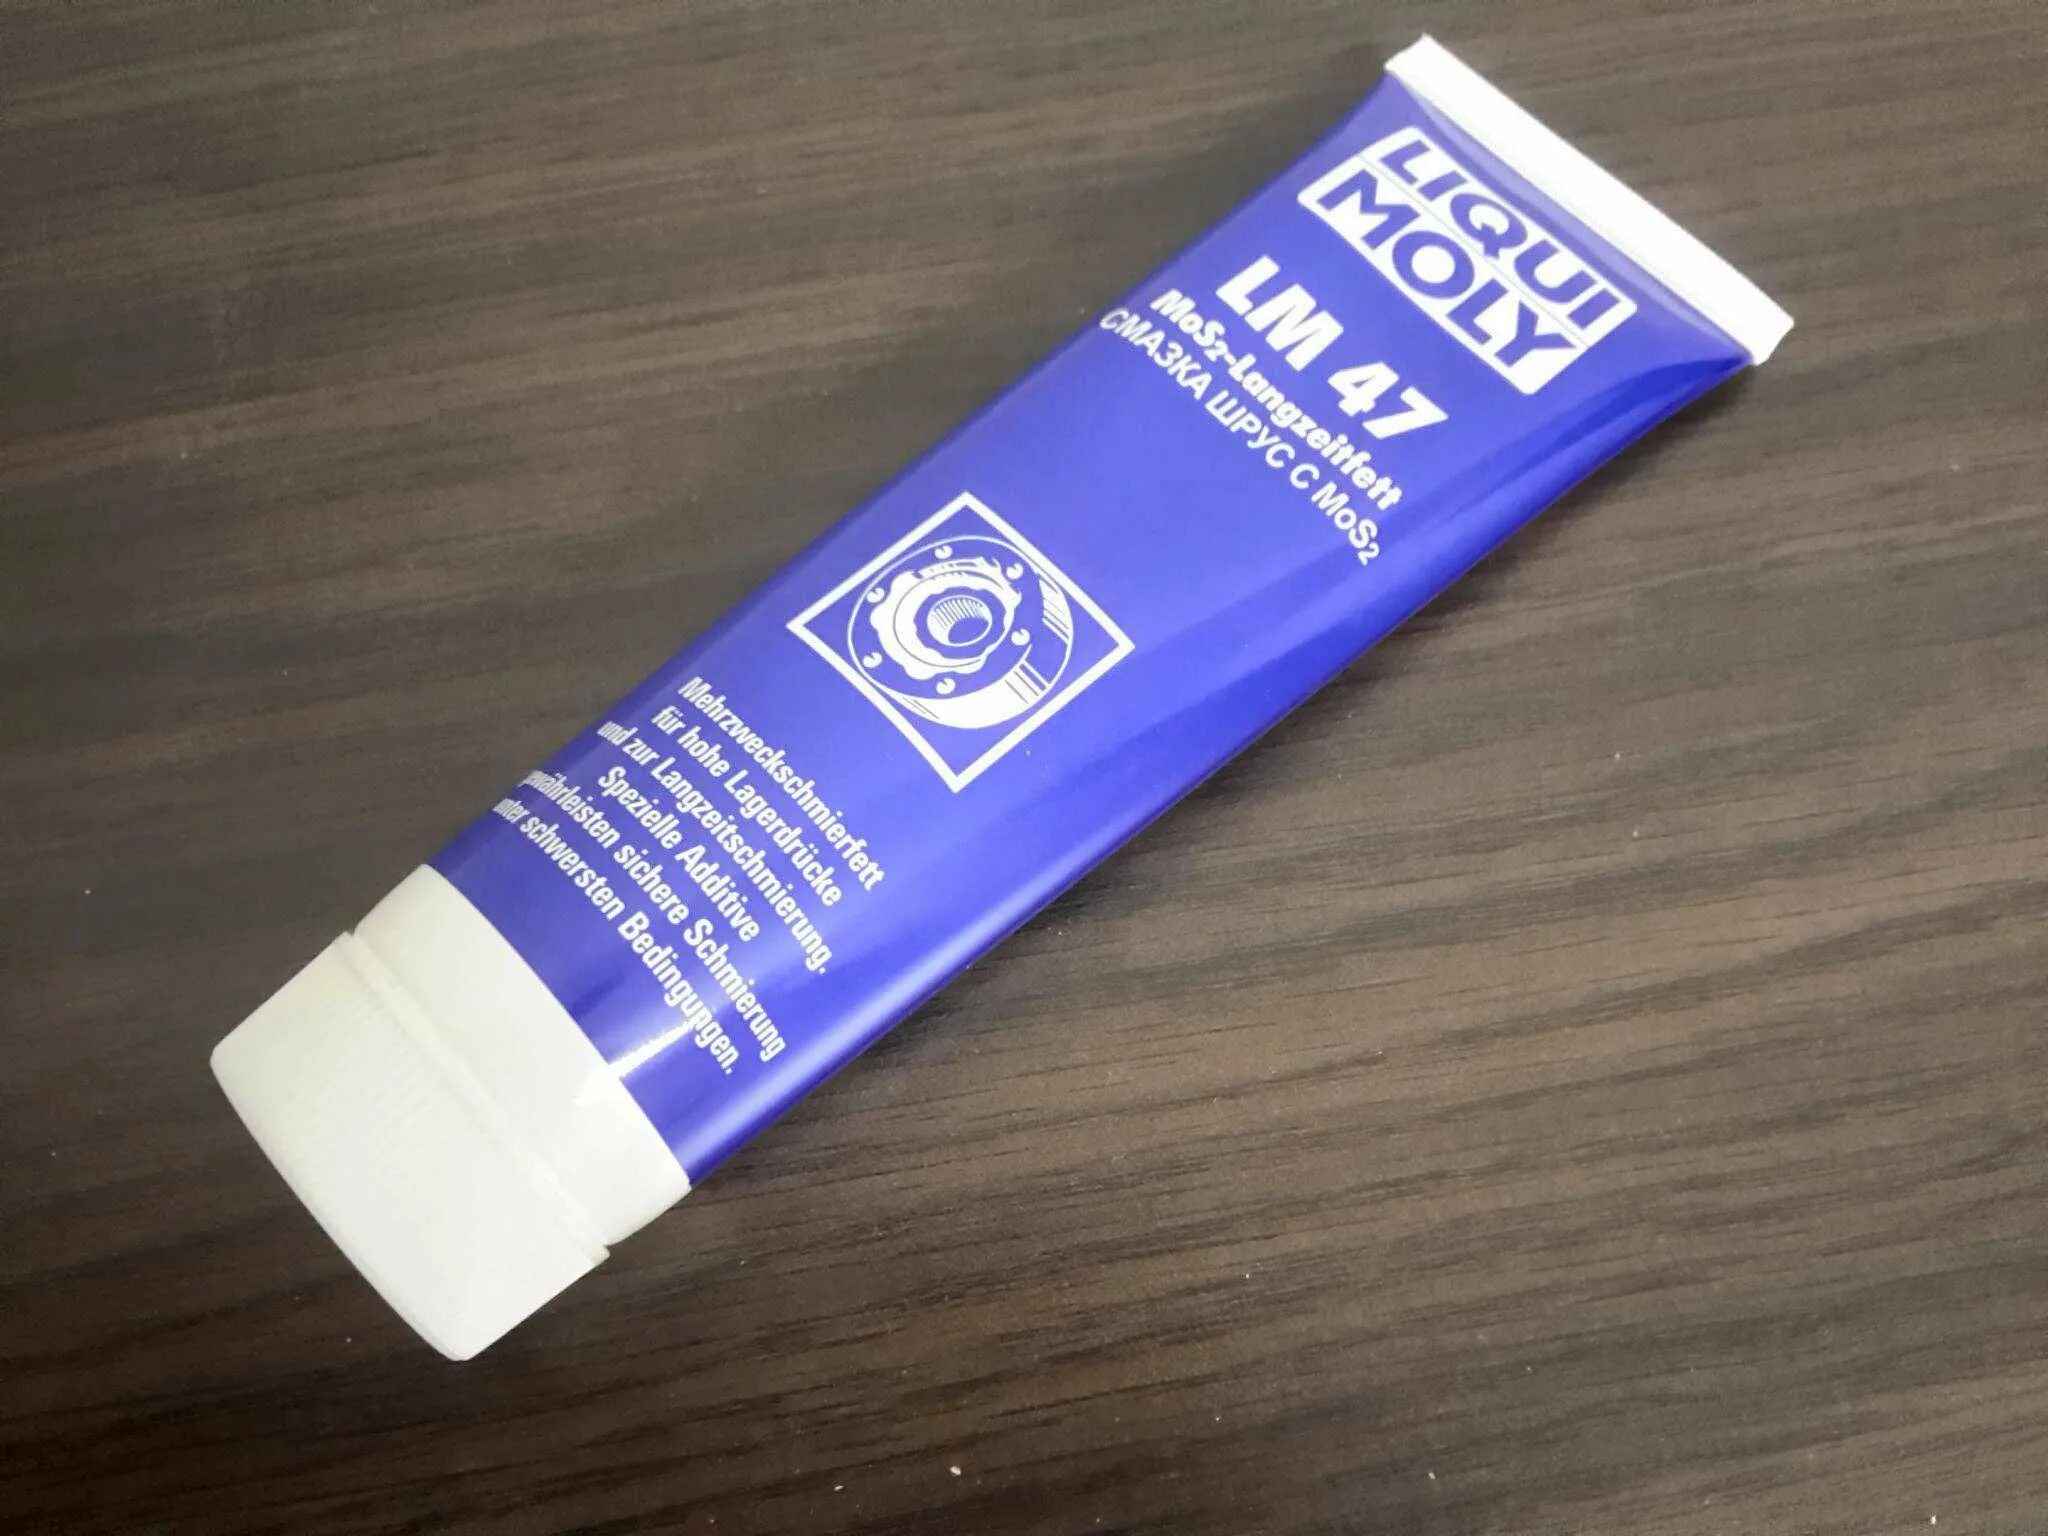 LIQUI
MOLY
LM 47
MoS₂-Langzeitfett
СМАЗКА ШРУС С MoS₂
Mehrzweckschmierfett
für hohe Lagerdrücke
und zur Langzeitschmierung.
Spezielle Additive
gewährleisten sichere Schmierung
unter schwersten Bedingungen.